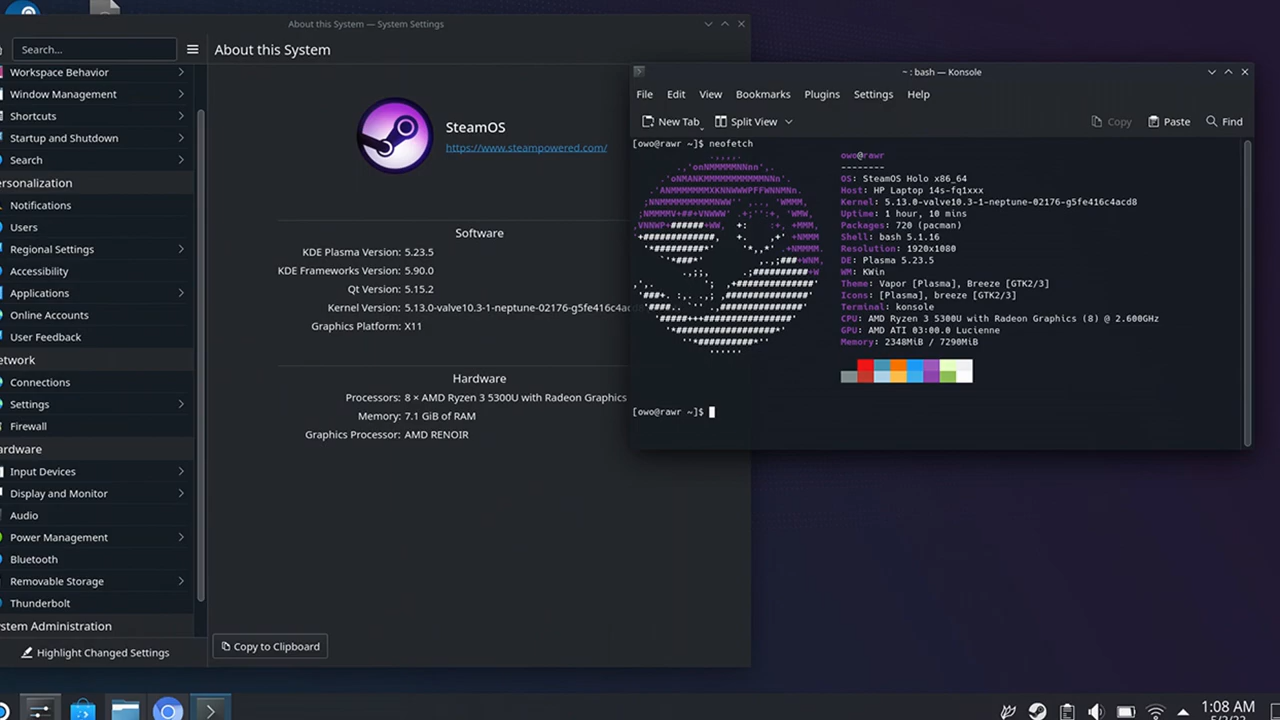 About this System — System Settings
Search...
Workspace Behavior
Window Management
Shortcuts
Startup and Shutdown
Search
ersonalization
Notifications
Users
Regional Settings
Accessibility
Applications
Online Accounts
User Feedback
etwork
Connections
Settings
Firewall
ardware
Input Devices
Display and Monitor
Audio
Power Management
Bluetooth
Removable Storage
Thunderbolt
stem Administration
Highlight Changed Settings
About this System
SteamOS
https://www.steampowered.com/
Software
KDE Plasma Version: 5.23.5
KDE Frameworks Version: 5.90.0
Qt Version: 5.15.2
Kernel Version: 5.13.0-valve10.3-1-neptune-02176-g5fe416c4ac
Graphics Platform: X11
Hardware
Processors: 8 × AMD Ryzen 3 5300U with Radeon Graphics
Memory: 7.1 GiB of RAM
Graphics Processor: AMD RENOIR
Copy to Clipboard
~ : bash — Konsole
File Edit View Bookmarks Plugins Settings Help
New Tab Split View Copy Paste Find
[owo@rawr ~]$ neofetch
owo@rawr
--------
OS: SteamOS Holo x86_64
Host: HP Laptop 14s-fq1xxx
Kernel: 5.13.0-valve10.3-1-neptune-02176-g5fe416c4acd8
Uptime: 1 hour, 10 mins
Packages: 720 (pacman)
Shell: bash 5.1.16
Resolution: 1920x1080
DE: Plasma 5.23.5
WM: KWin
Theme: Vapor [Plasma], Breeze [GTK2/3]
Icons: [Plasma], breeze [GTK2/3]
Terminal: konsole
CPU: AMD Ryzen 3 5300U with Radeon Graphics (8) @ 2.600GHz
GPU: AMD ATI 03:00.0 Lucienne
Memory: 2348MiB / 7290MiB
[owo@rawr ~]$
1:08 AM